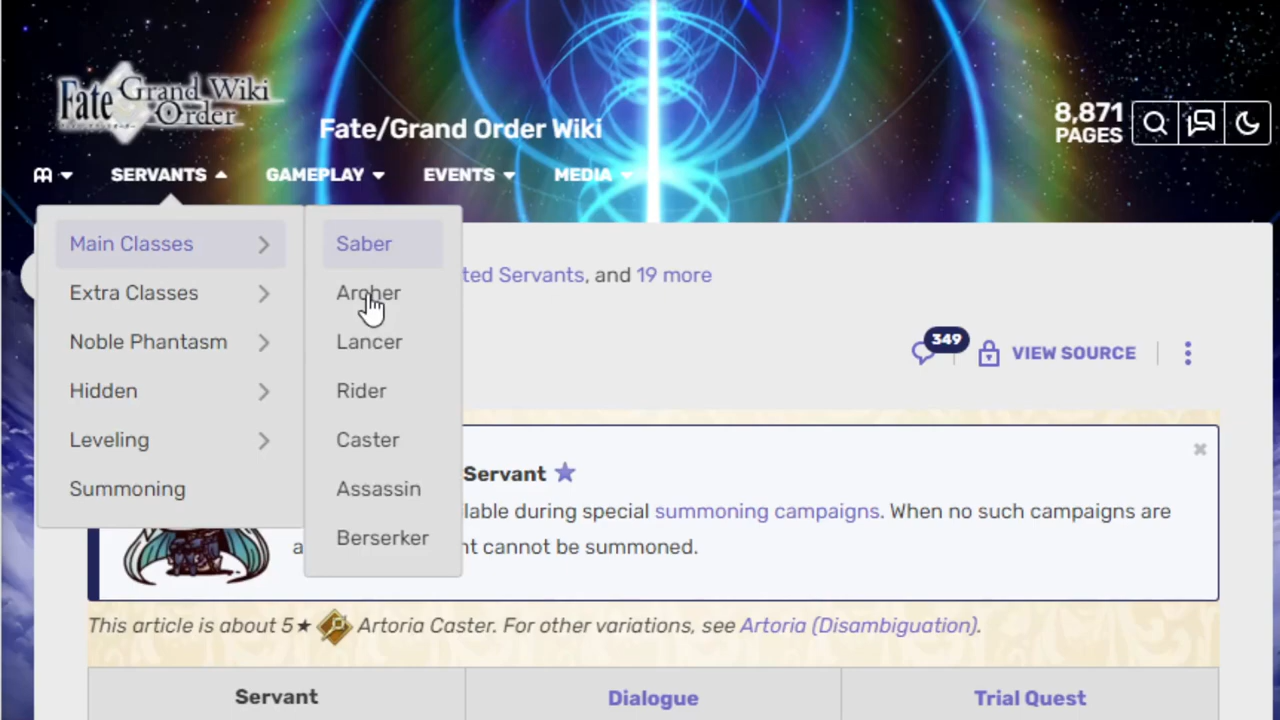 Fate Grand Wiki
Order
Fate/Grand Order Wiki
8,871
PAGES
SERVANTS
GAMEPLAY
EVENTS
MEDIA
Main Classes
Extra Classes
Noble Phantasm
Hidden
Leveling
Summoning
Saber
Archer
Lancer
Rider
Caster
Assassin
Berserker
ted Servants, and 19 more
349
VIEW SOURCE
Servant
lable during special summoning campaigns. When no such campaigns are
a nt cannot be summoned.
This article is about 5★ Artoria Caster. For other variations, see Artoria (Disambiguation).
Servant
Dialogue
Trial Quest